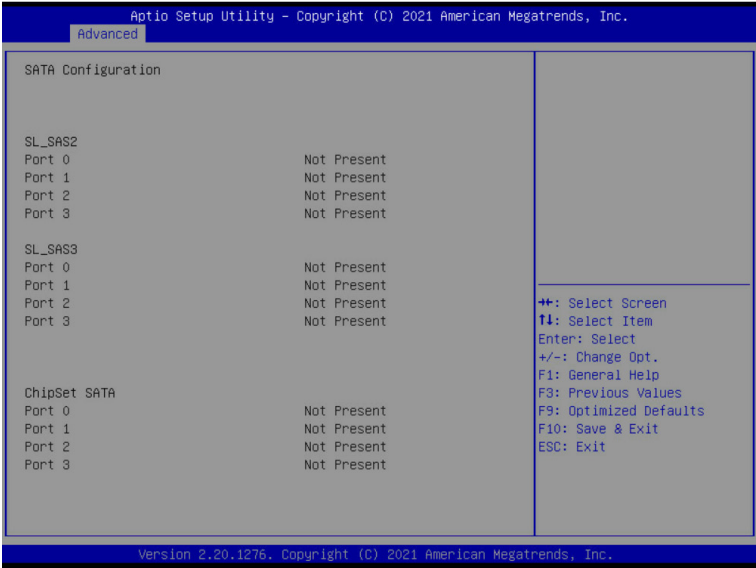 Aptio Setup Utility – Copyright (C) 2021 American Megatrends, Inc.
Advanced
SATA Configuration
SL_SAS2
Port 0 Not Present
Port 1 Not Present
Port 2 Not Present
Port 3 Not Present
SL_SAS3
Port 0 Not Present
Port 1 Not Present
Port 2 Not Present
Port 3 Not Present
ChipSet SATA
Port 0 Not Present
Port 1 Not Present
Port 2 Not Present
Port 3 Not Present
→←: Select Screen
↑↓: Select Item
Enter: Select
+/-: Change Opt.
F1: General Help
F3: Previous Values
F9: Optimized Defaults
F10: Save & Exit
ESC: Exit
Version 2.20.1276. Copyright (C) 2021 American Megatrends, Inc.